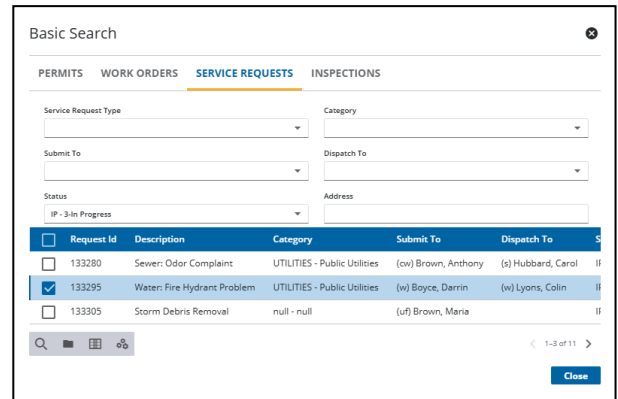 Basic Search
PERMITS WORK ORDERS SERVICE REQUESTS INSPECTIONS
Service Request Type Category
Submit To Dispatch To
Status Address
IP - 3-In Progress
Request Id Description Category Submit To Dispatch To S
133280 Sewer: Odor Complaint UTILITIES - Public Utilities (cw) Brown, Anthony (s) Hubbard, Carol IP
133295 Water: Fire Hydrant Problem UTILITIES - Public Utilities (w) Boyce, Darrin (w) Lyons, Colin IP
133305 Storm Debris Removal null - null (uf) Brown, Maria IP
1–3 of 11
Close